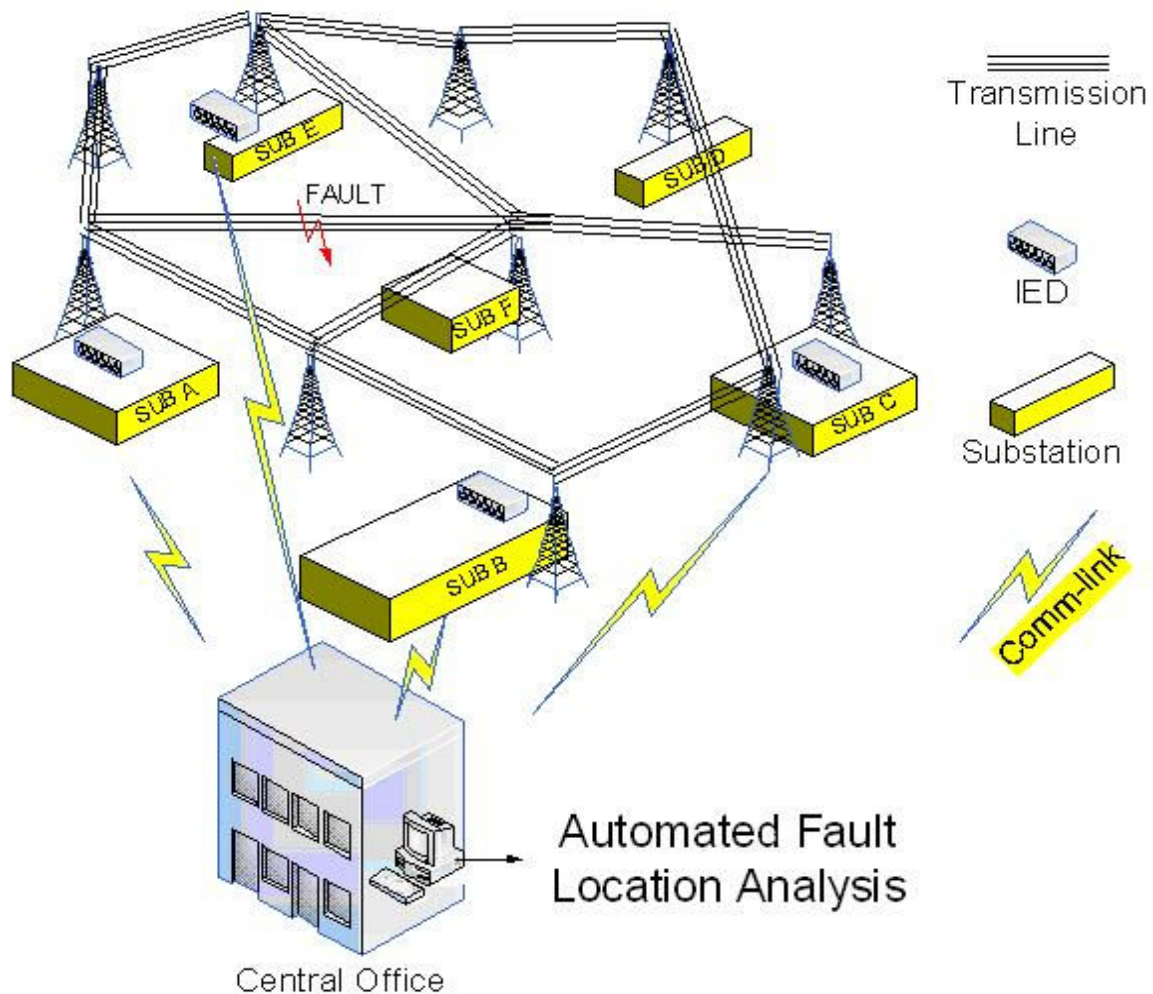 SUB E
SUB D
FAULT
SUB F
SUB A
SUB C
SUB B
Transmission
Line
IED
Substation
Comm-link
Automated Fault
Location Analysis
Central Office